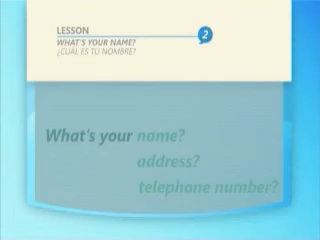 LESSON 2
WHAT'S YOUR NAME?
¿CUÁL ES TU NOMBRE?
What's your name?
address?
telephone number?